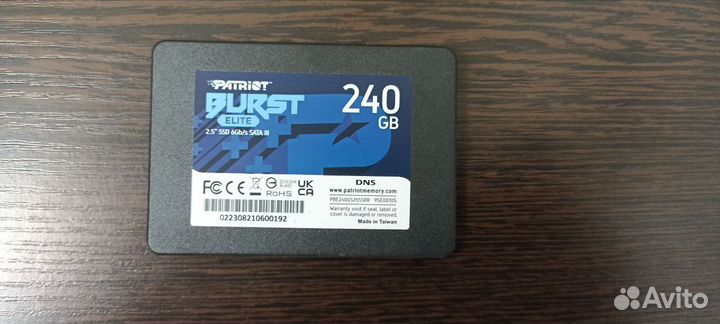 PATRIOT
BURST
ELITE
2.5" SSD 6Gb/s SATA III
240
GB
FC CE RoHS UK CA
DNS
www.patriotmemory.com
PBE240GS25SSDR
Warranty void if seal, label or
cover is damaged or removed.
Made in Taiwan
022308210600192
Avito